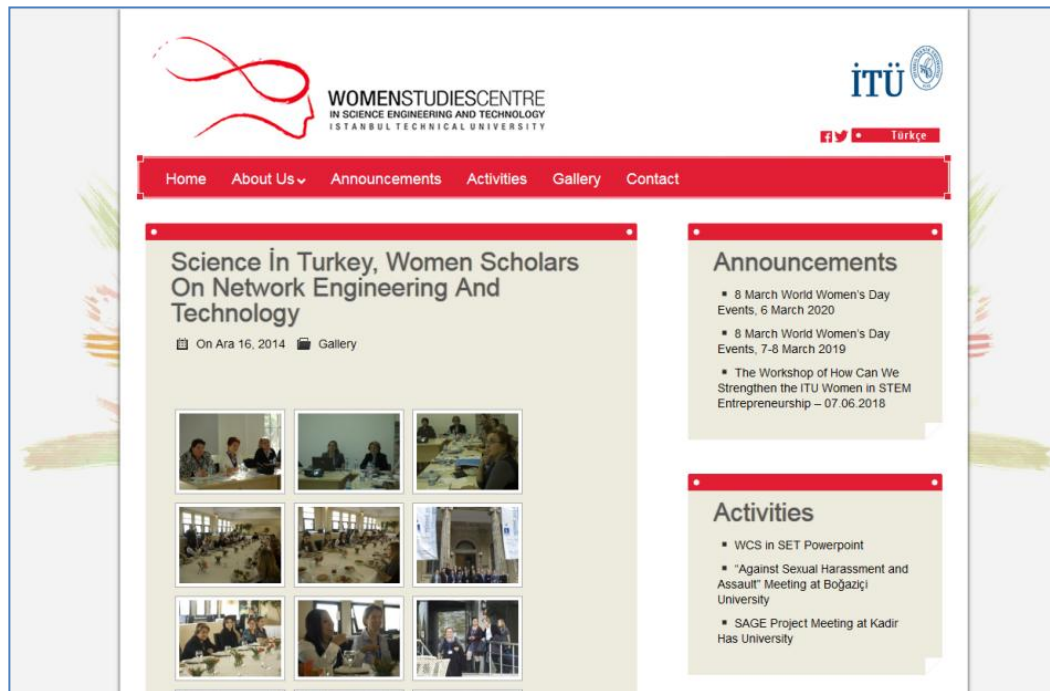 WOMENSTUDIESCENTRE
IN SCIENCE ENGINEERING AND TECHNOLOGY
ISTANBUL TECHNICAL UNIVERSITY
İTÜ
Türkçe
Home About Us Announcements Activities Gallery Contact
Science İn Turkey, Women Scholars
On Network Engineering And
Technology
On Ara 16, 2014 Gallery
Announcements
8 March World Women's Day
Events, 6 March 2020
8 March World Women's Day
Events, 7-8 March 2019
The Workshop of How Can We
Strengthen the ITU Women in STEM
Entrepreneurship – 07.06.2018
Activities
WCS in SET Powerpoint
"Against Sexual Harassment and
Assault" Meeting at Boğaziçi
University
SAGE Project Meeting at Kadir
Has University